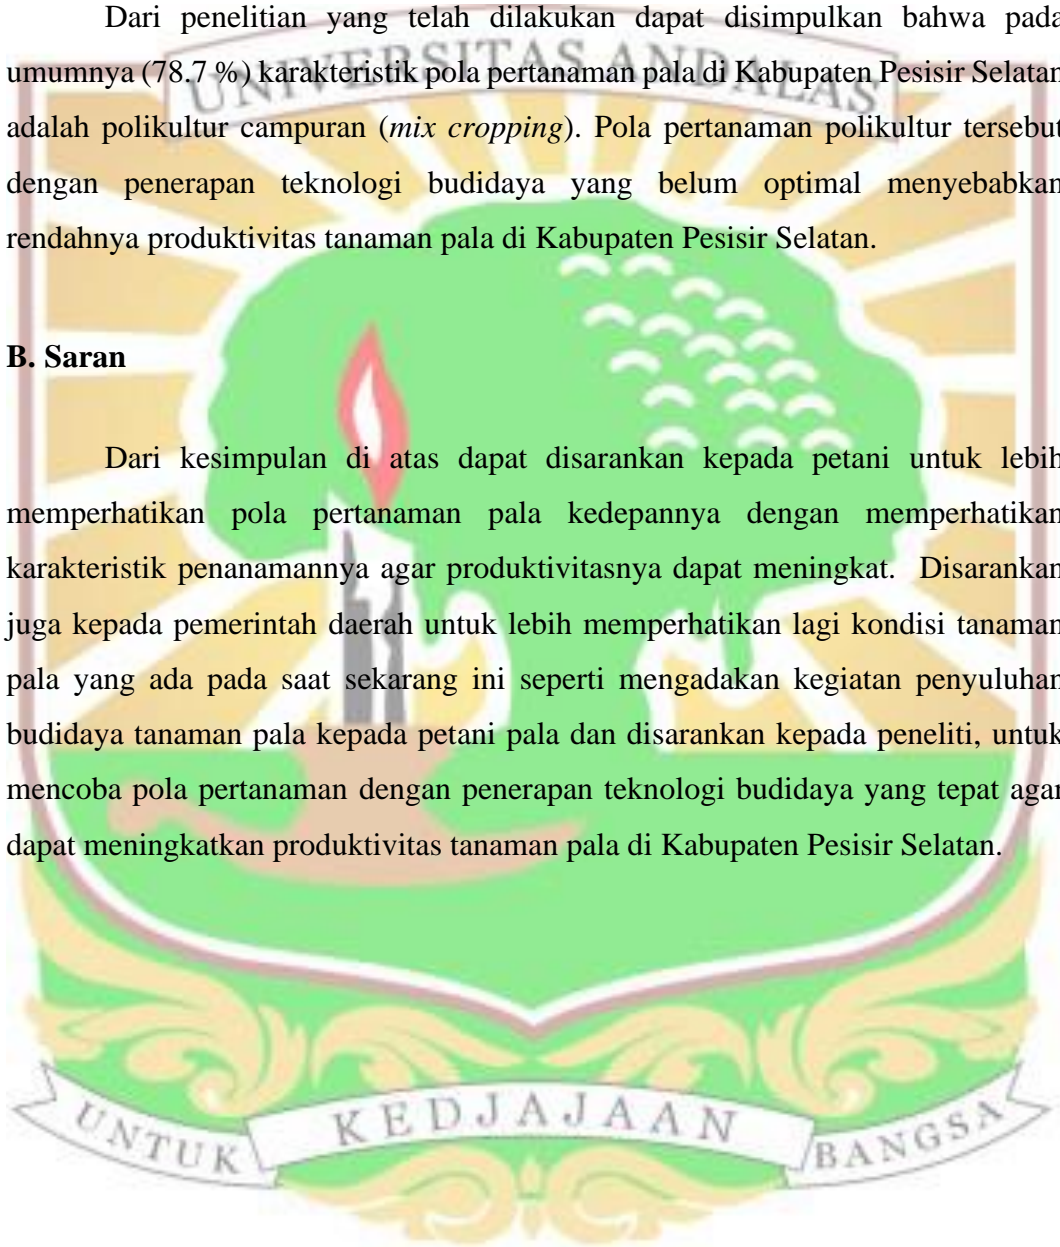 Dari penelitian yang telah dilakukan dapat disimpulkan bahwa pada
UNIVERSITAS ANDALAS
umumnya (78.7 %) karakteristik pola pertanaman pala di Kabupaten Pesisir Selatan
adalah polikultur campuran (mix cropping). Pola pertanaman polikultur tersebut
dengan penerapan teknologi budidaya yang belum optimal menyebabkan
rendahnya produktivitas tanaman pala di Kabupaten Pesisir Selatan.
B. Saran
Dari kesimpulan di atas dapat disarankan kepada petani untuk lebih
memperhatikan pola pertanaman pala kedepannya dengan memperhatikan
karakteristik penanamannya agar produktivitasnya dapat meningkat. Disarankan
juga kepada pemerintah daerah untuk lebih memperhatikan lagi kondisi tanaman
pala yang ada pada saat sekarang ini seperti mengadakan kegiatan penyuluhan
budidaya tanaman pala kepada petani pala dan disarankan kepada peneliti, untuk
mencoba pola pertanaman dengan penerapan teknologi budidaya yang tepat agar
dapat meningkatkan produktivitas tanaman pala di Kabupaten Pesisir Selatan.
UNTUK KEDJAJAAN BANGSA